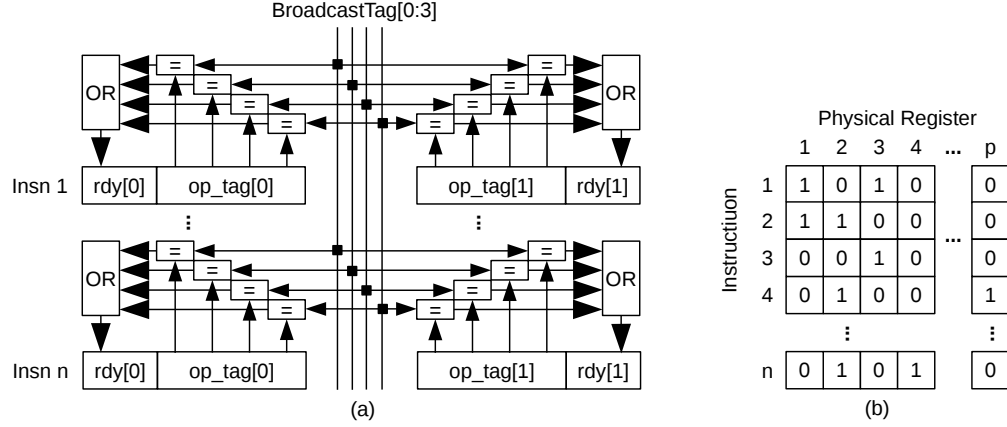 BroadcastTag[0:3]
= =
= =
OR = = OR
= =
Insn 1 rdy[0] op_tag[0] op_tag[1] rdy[1]
... ...
= =
= =
OR = = OR
= =
Insn n rdy[0] op_tag[0] op_tag[1] rdy[1]
(a)
Physical Register
1 2 3 4 ... p
Instructiuon
1 1 0 1 0 0
2 1 1 0 0 ... 0
3 0 0 1 0 0
4 0 1 0 0 1
... ...
n 0 1 0 1 0
(b)